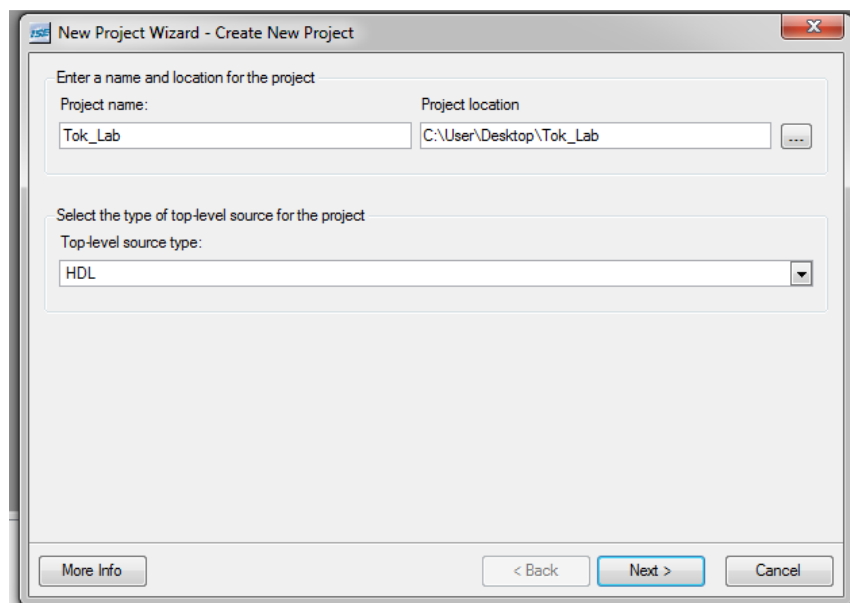 ISE New Project Wizard - Create New Project
Enter a name and location for the project
Project name: Project location
Tok_Lab C:\User\Desktop\Tok_Lab ...
Select the type of top-level source for the project
Top-level source type:
HDL
More Info < Back Next > Cancel